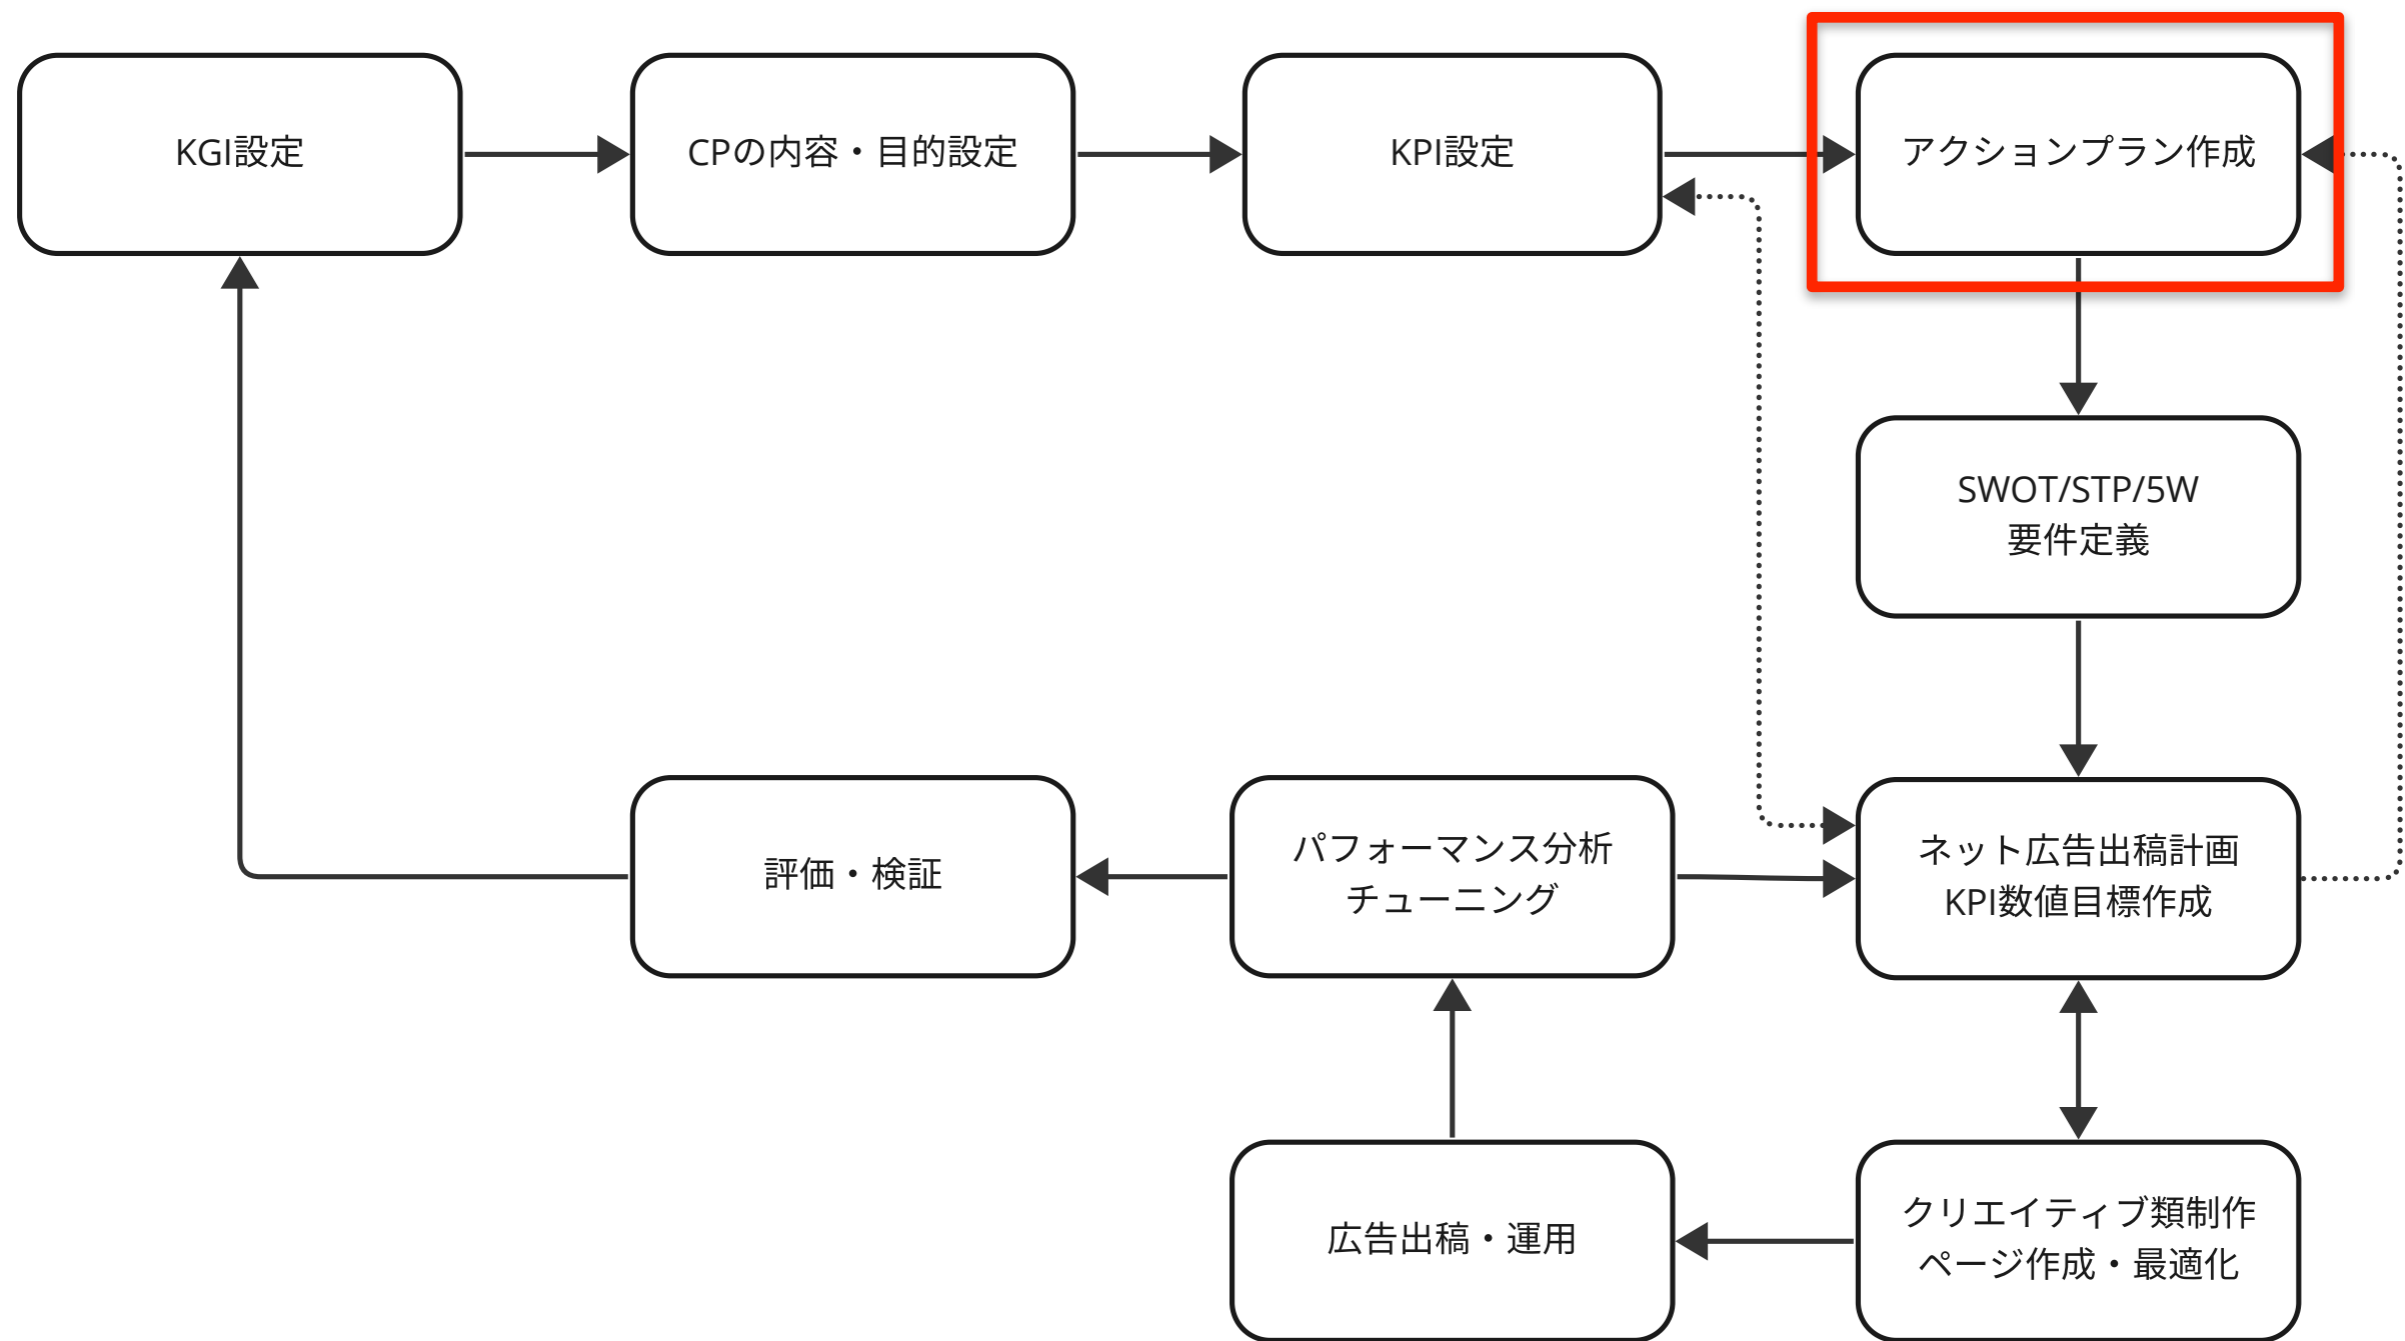 KGI設定
CPの内容・目的設定
KPI設定
アクションプラン作成
SWOT/STP/5W
要件定義
評価・検証
パフォーマンス分析
チューニング
ネット広告出稿計画
KPI数値目標作成
広告出稿・運用
クリエイティブ類制作
ページ作成・最適化